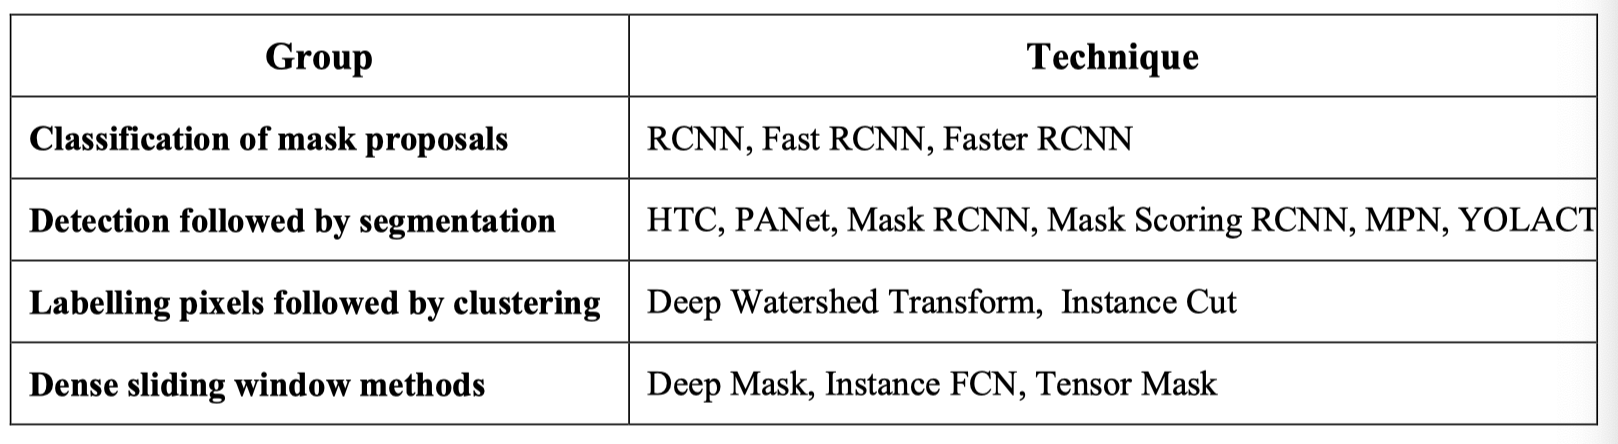 Group Technique
Classification of mask proposals RCNN, Fast RCNN, Faster RCNN
Detection followed by segmentation HTC, PANet, Mask RCNN, Mask Scoring RCNN, MPN, YOLACT
Labelling pixels followed by clustering Deep Watershed Transform, Instance Cut
Dense sliding window methods Deep Mask, Instance FCN, Tensor Mask